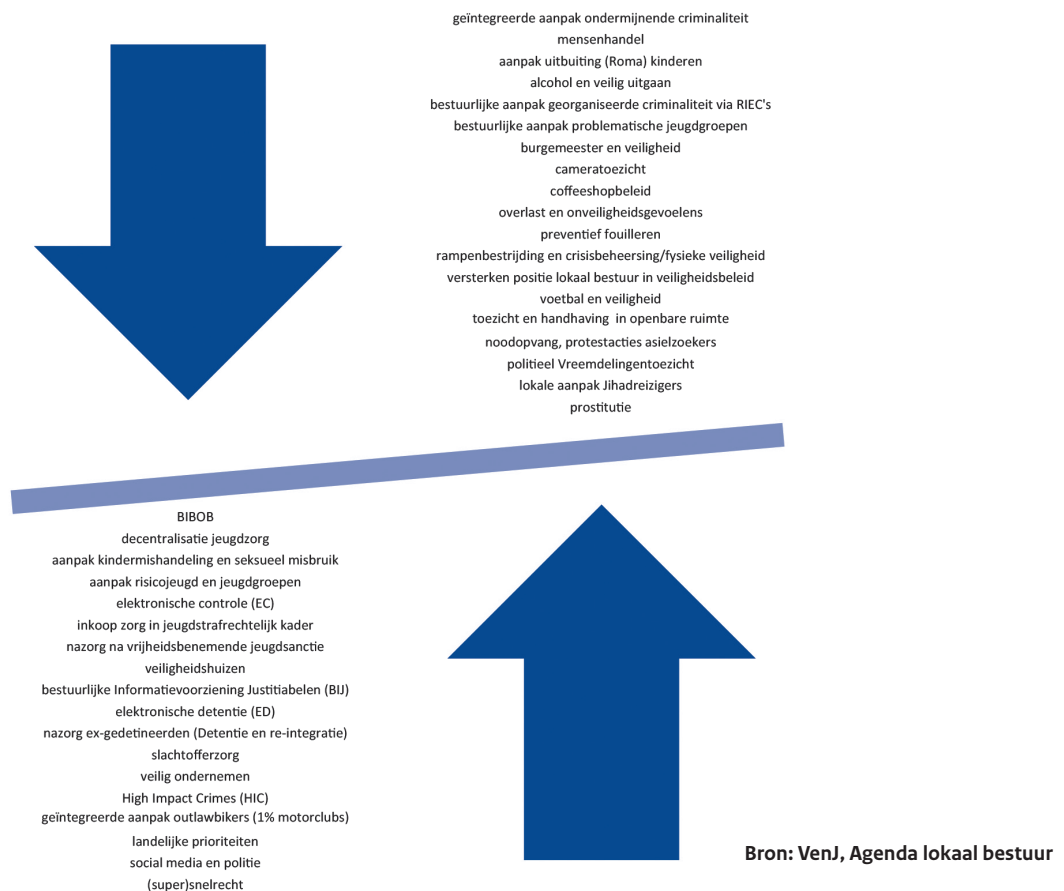 geïntegreerde aanpak ondermijnende criminaliteit
mensenhandel
aanpak uitbuiting (Roma) kinderen
alcohol en veilig uitgaan
bestuurlijke aanpak georganiseerde criminaliteit via RIEC's
bestuurlijke aanpak problematische jeugdgroepen
burgemeester en veiligheid
cameratoezicht
coffeeshopbeleid
overlast en onveiligheidsgevoelens
preventief fouilleren
rampenbestrijding en crisisbeheersing/fysieke veiligheid
versterken positie lokaal bestuur in veiligheidsbeleid
voetbal en veiligheid
toezicht en handhaving in openbare ruimte
noodopvang, protestacties asielzoekers
politieel Vreemdelingentoezicht
lokale aanpak Jihadreizigers
prostitutie
BIBOB
decentralisatie jeugdzorg
aanpak kindermishandeling en seksueel misbruik
aanpak risicojeugd en jeugdgroepen
elektronische controle (EC)
inkoop zorg in jeugdstrafrechtelijk kader
nazorg na vrijheidsbenemende jeugdsanctie
veiligheidshuizen
bestuurlijke Informatievoorziening Justitiabelen (BIJ)
elektronische detentie (ED)
nazorg ex-gedetineerden (Detentie en re-integratie)
slachtofferzorg
veilig ondernemen
High Impact Crimes (HIC)
geïntegreerde aanpak outlawbikers (1% motorclubs)
landelijke prioriteiten
social media en politie
(super)snelrecht
Bron: VenJ, Agenda lokaal bestuur